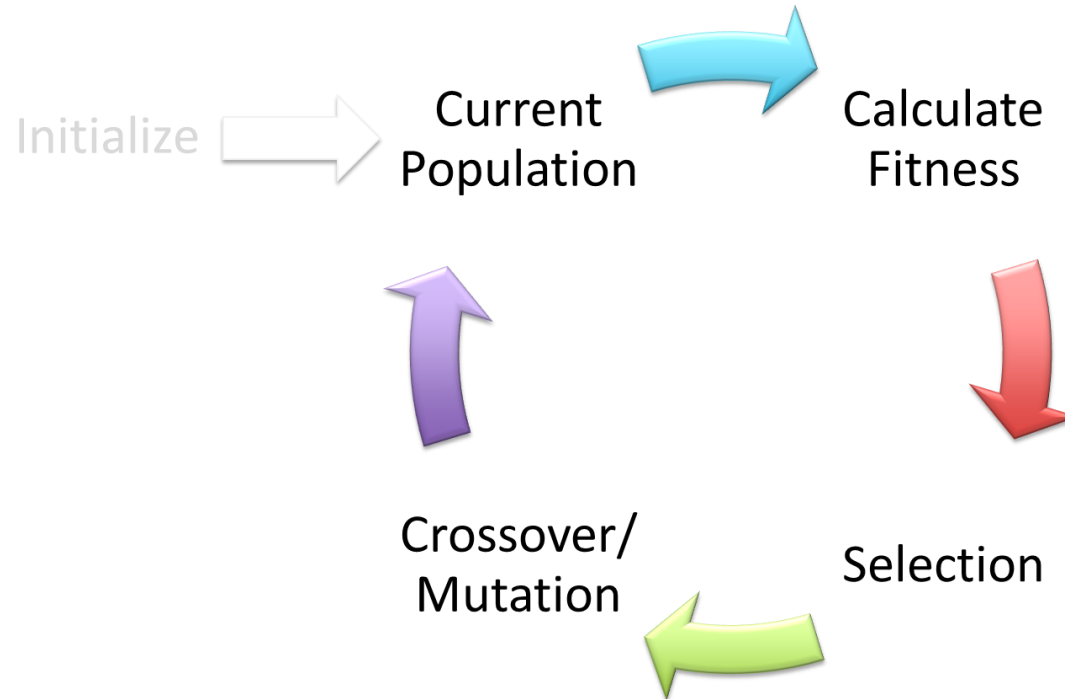 Initialize
Current
Population
Calculate
Fitness
Crossover/
Mutation
Selection